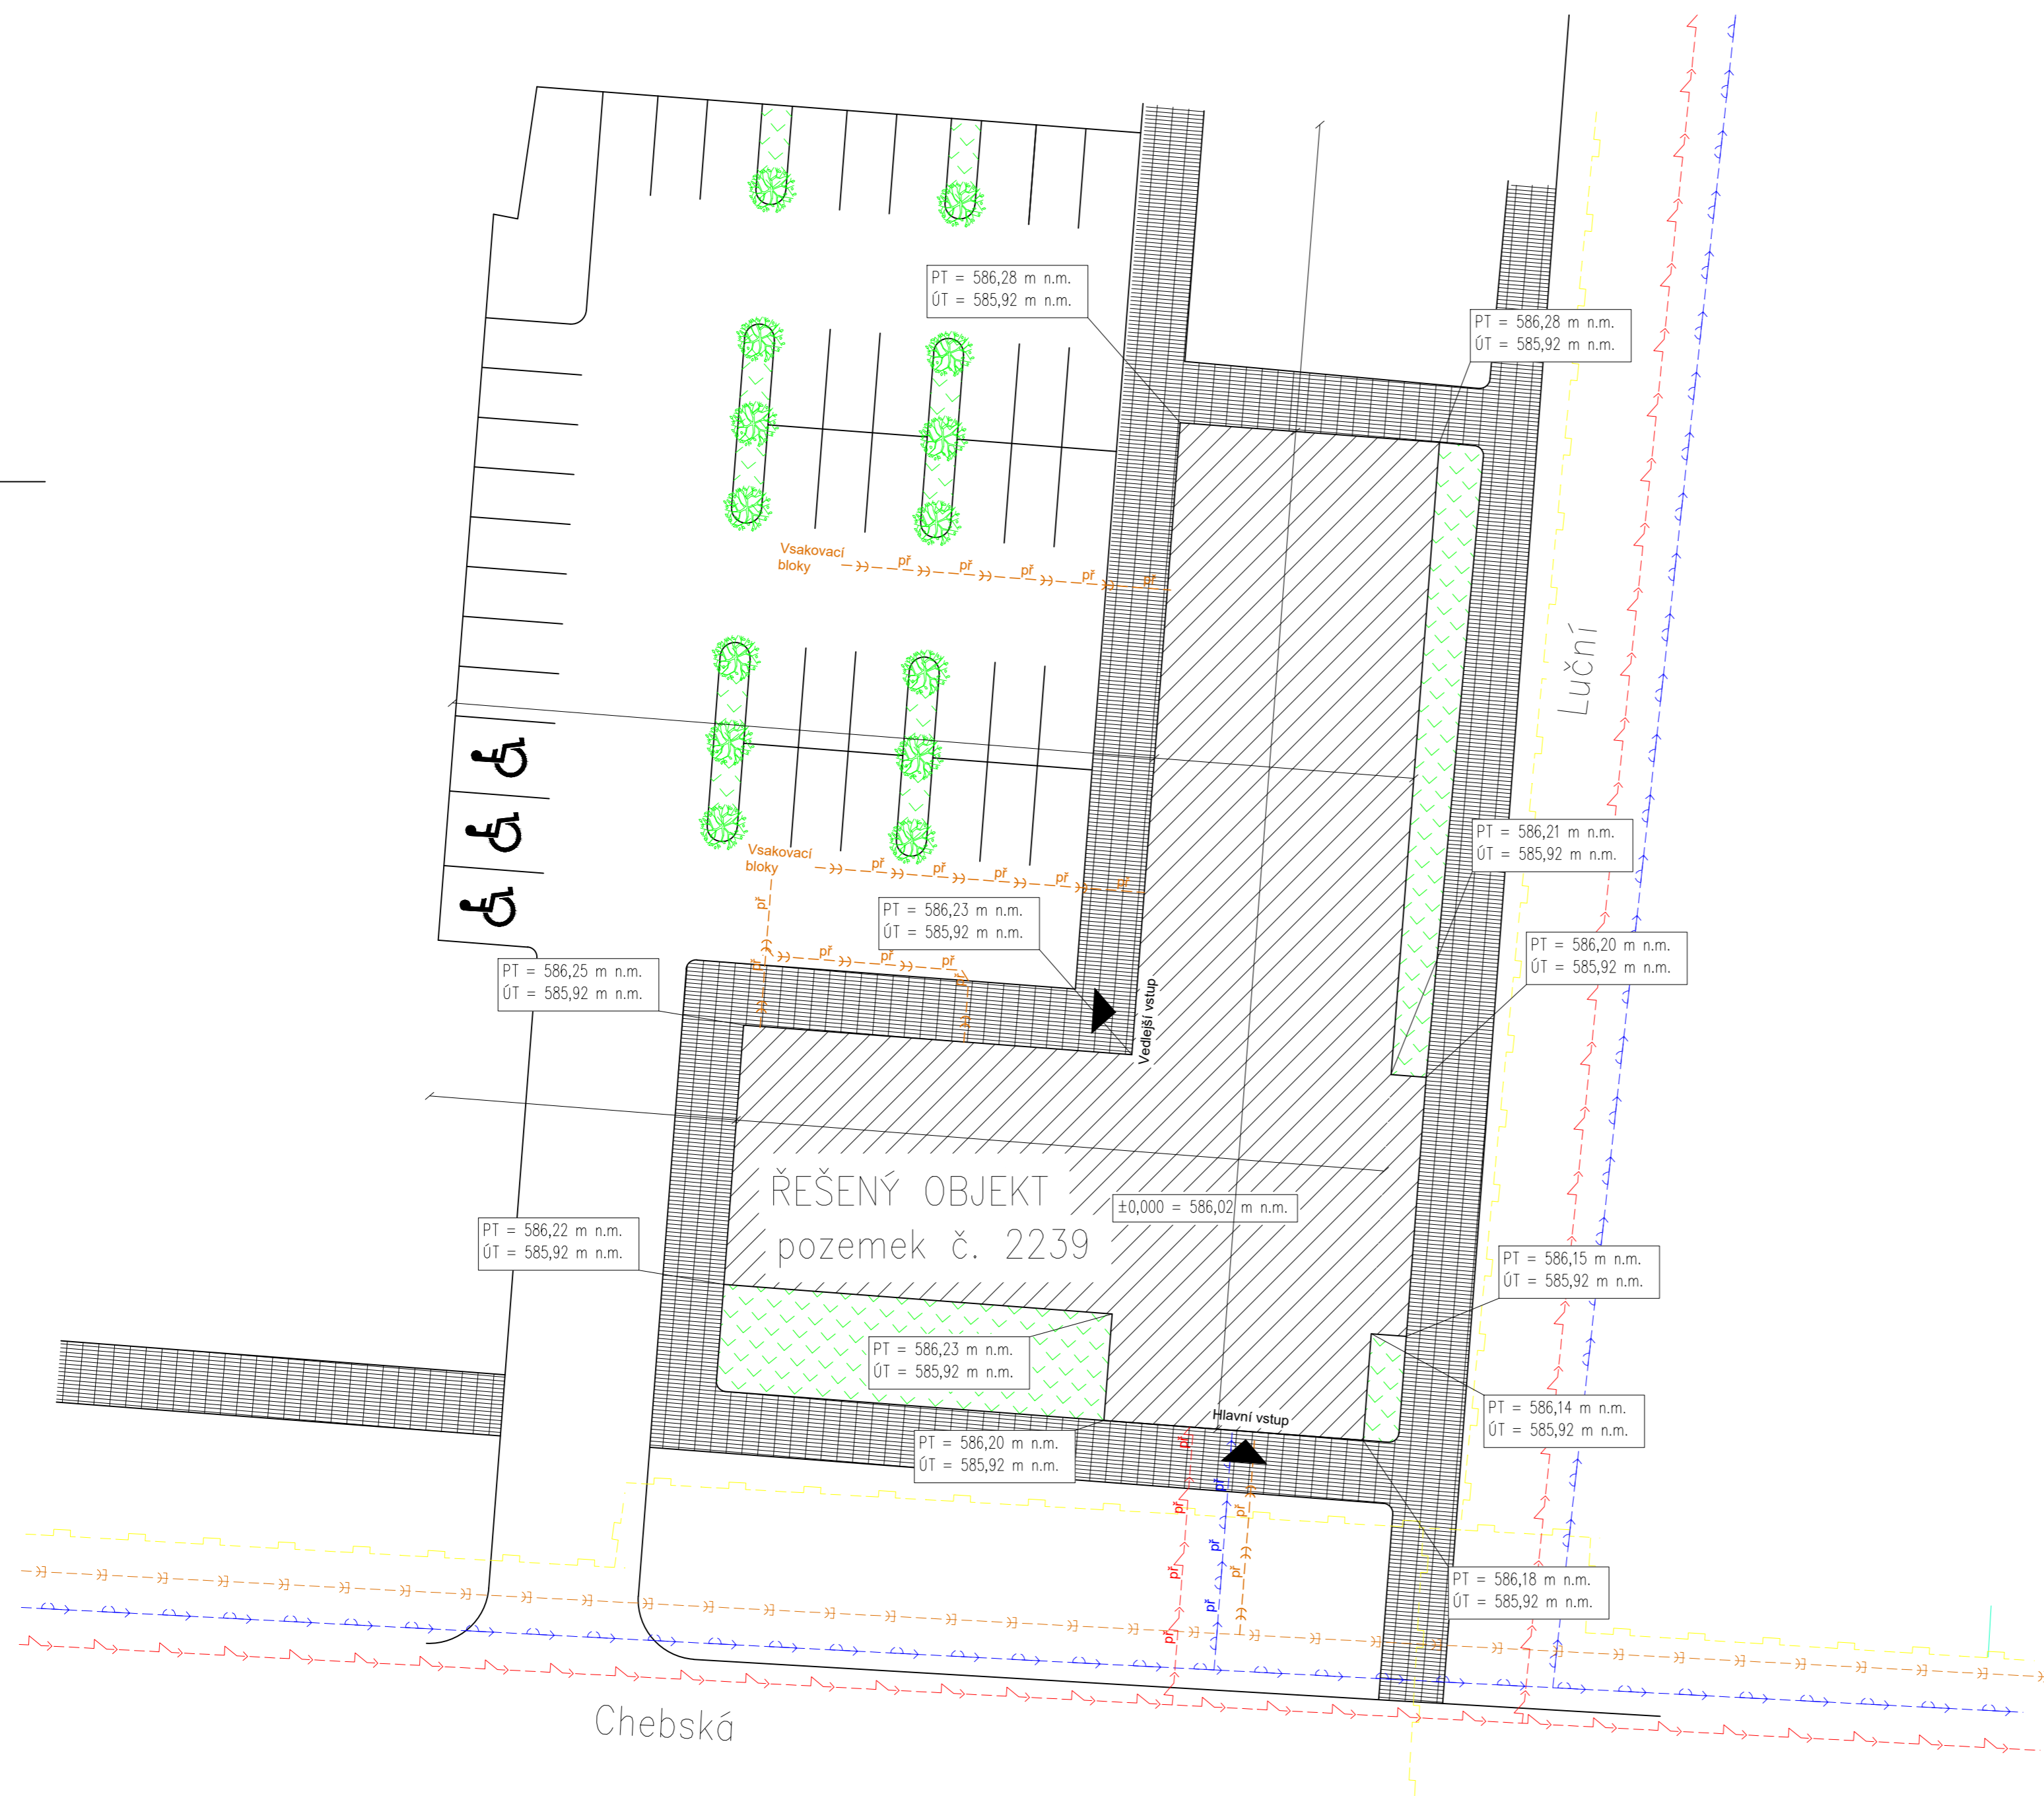 PT = 586,28 m n.m.
ÚT = 585,92 m n.m.
PT = 586,28 m n.m.
ÚT = 585,92 m n.m.
Vsakovací
bloky
př
př
př
př
př
Luční
PT = 586,21 m n.m.
ÚT = 585,92 m n.m.
Vsakovací
bloky
př
př
př
př
př
př
PT = 586,23 m n.m.
ÚT = 585,92 m n.m.
PT = 586,20 m n.m.
ÚT = 585,92 m n.m.
př
př
př
př
př
PT = 586,25 m n.m.
ÚT = 585,92 m n.m.
Vedlejší vstup
ŘEŠENÝ OBJEKT
pozemek č. 2239
±0,000 = 586,02 m n.m.
PT = 586,22 m n.m.
ÚT = 585,92 m n.m.
PT = 586,15 m n.m.
ÚT = 585,92 m n.m.
PT = 586,23 m n.m.
ÚT = 585,92 m n.m.
PT = 586,14 m n.m.
ÚT = 585,92 m n.m.
Hlavní vstup
PT = 586,20 m n.m.
ÚT = 585,92 m n.m.
př
př
př
př
př
př
př
př
př
PT = 586,18 m n.m.
ÚT = 585,92 m n.m.
Chebská